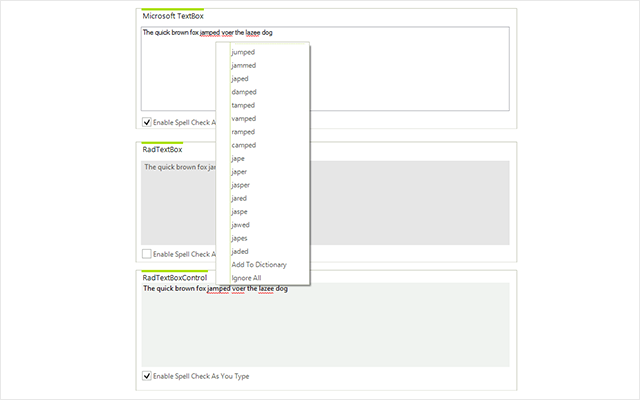 Microsoft TextBox
The quick brown fox jamped voer the lazee dog
jumped
jammed
japed
damped
tamped
vamped
ramped
camped
jape
japer
jasper
jared
jaspe
jawed
japes
jaded
Add To Dictionary
Ignore All
Enable Spell Check A
RadTextBox
The quick brown fox jam
Enable Spell Check A
RadTextBoxControl
The quick brown fox jamped voer the lazee dog
Enable Spell Check As You Type